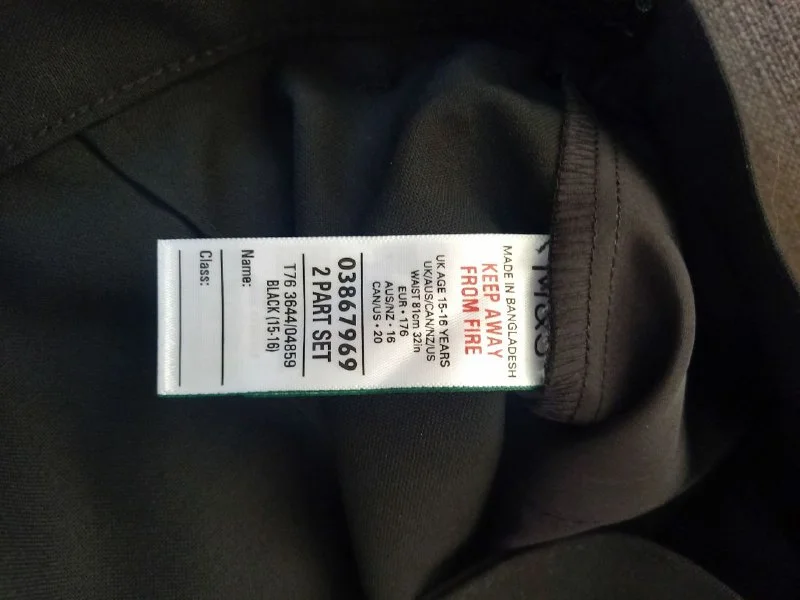 M&S
MADE IN BANGLADESH
KEEP AWAY
FROM FIRE
UK AGE 15-16 YEARS
UK/AUS/CAN/NZ/US
WAIST 81cm 32in
EUR • 176
AUS/NZ • 16
CAN/US • 20
03867969
2 PART SET
T76 3644/04859
BLACK (15-16)
Name:
Class: